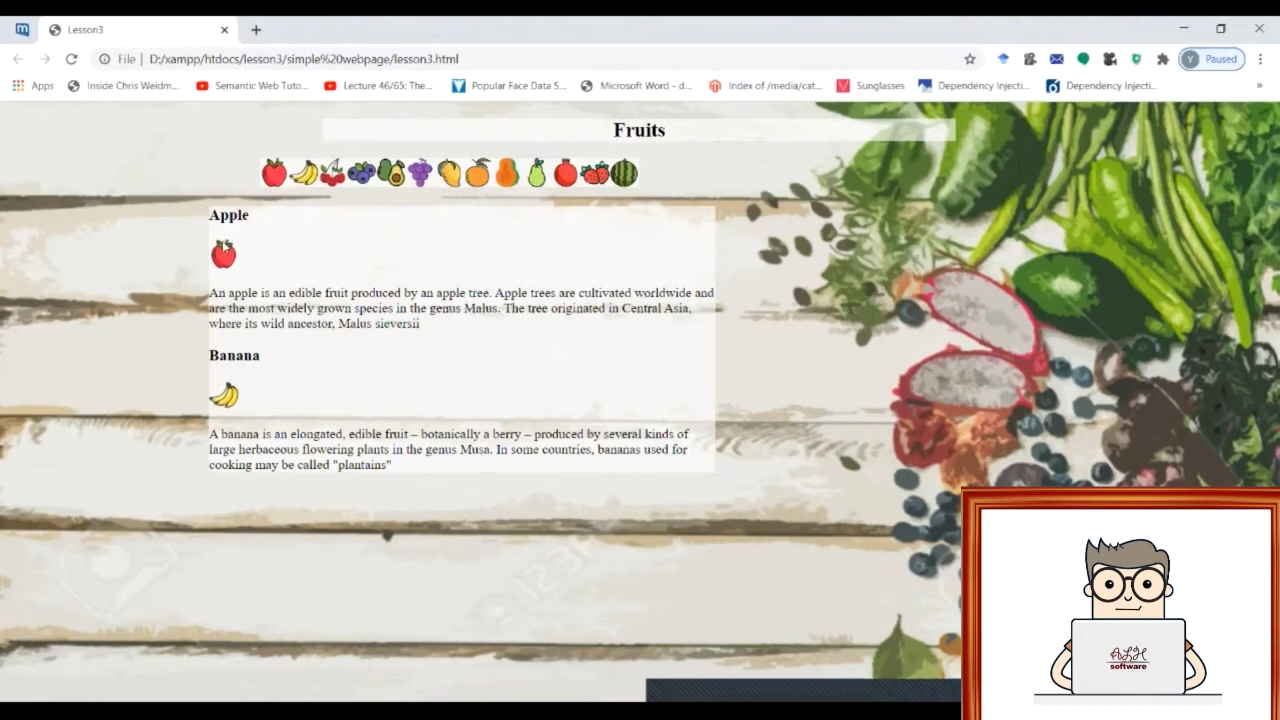 Lesson3
File | D:/xampp/htdocs/lesson3/simple%20webpage/lesson3.html
Y Paused
Apps
Inside Chris Weidm...
Semantic Web Tuto...
Lecture 46/65: The...
Popular Face Data S...
Microsoft Word - d...
Index of /media/cat...
Sunglasses
Dependency Injecti...
Dependency Injecti...
Fruits
Apple
An apple is an edible fruit produced by an apple tree. Apple trees are cultivated worldwide and
are the most widely grown species in the genus Malus. The tree originated in Central Asia,
where its wild ancestor, Malus sieversii
Banana
A banana is an elongated, edible fruit – botanically a berry – produced by several kinds of
large herbaceous flowering plants in the genus Musa. In some countries, bananas used for
cooking may be called "plantains"
123RF
software